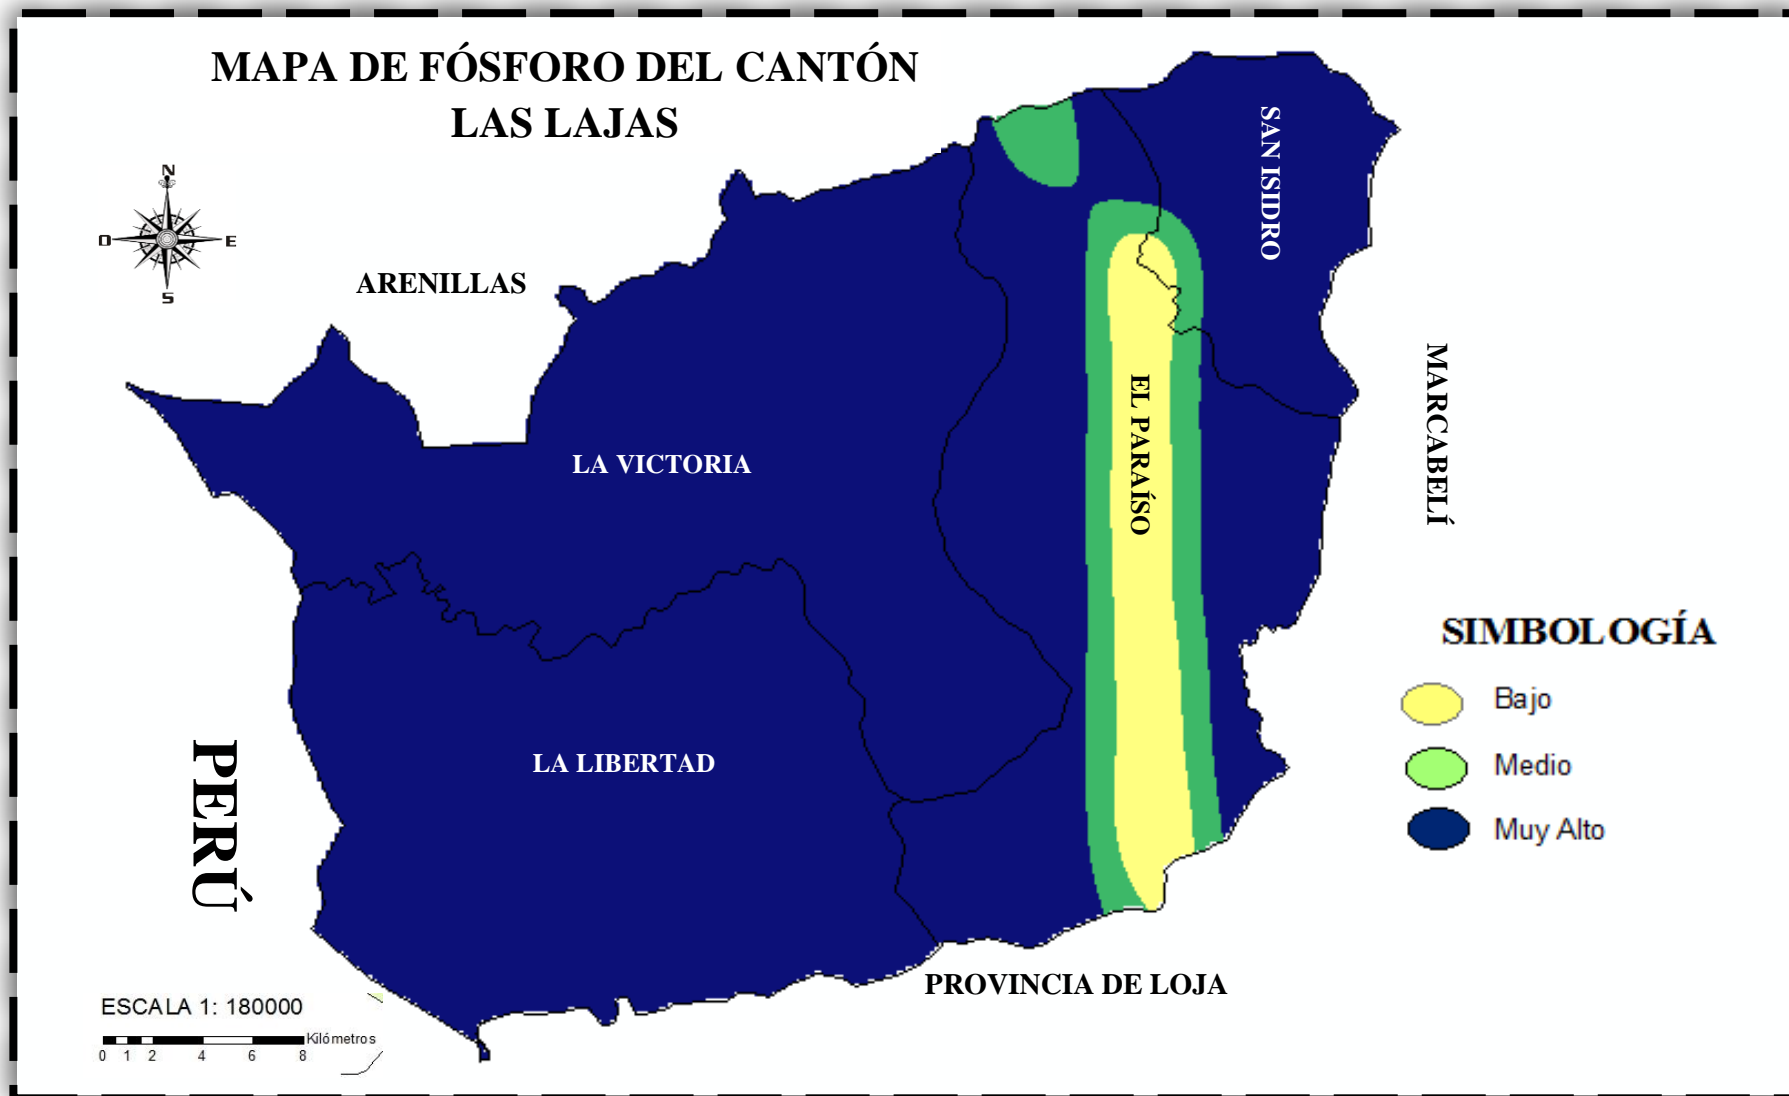 MAPA DE FÓSFORO DEL CANTÓN
LAS LAJAS
N
O
E
S
ARENILLAS
SAN ISIDRO
MARCABELÍ
EL PARAÍSO
LA VICTORIA
LA LIBERTAD
PERÚ
PROVINCIA DE LOJA
SIMBOLOGÍA
Bajo
Medio
Muy Alto
ESCALA 1: 180000
Kilómetros
0 1 2 4 6 8